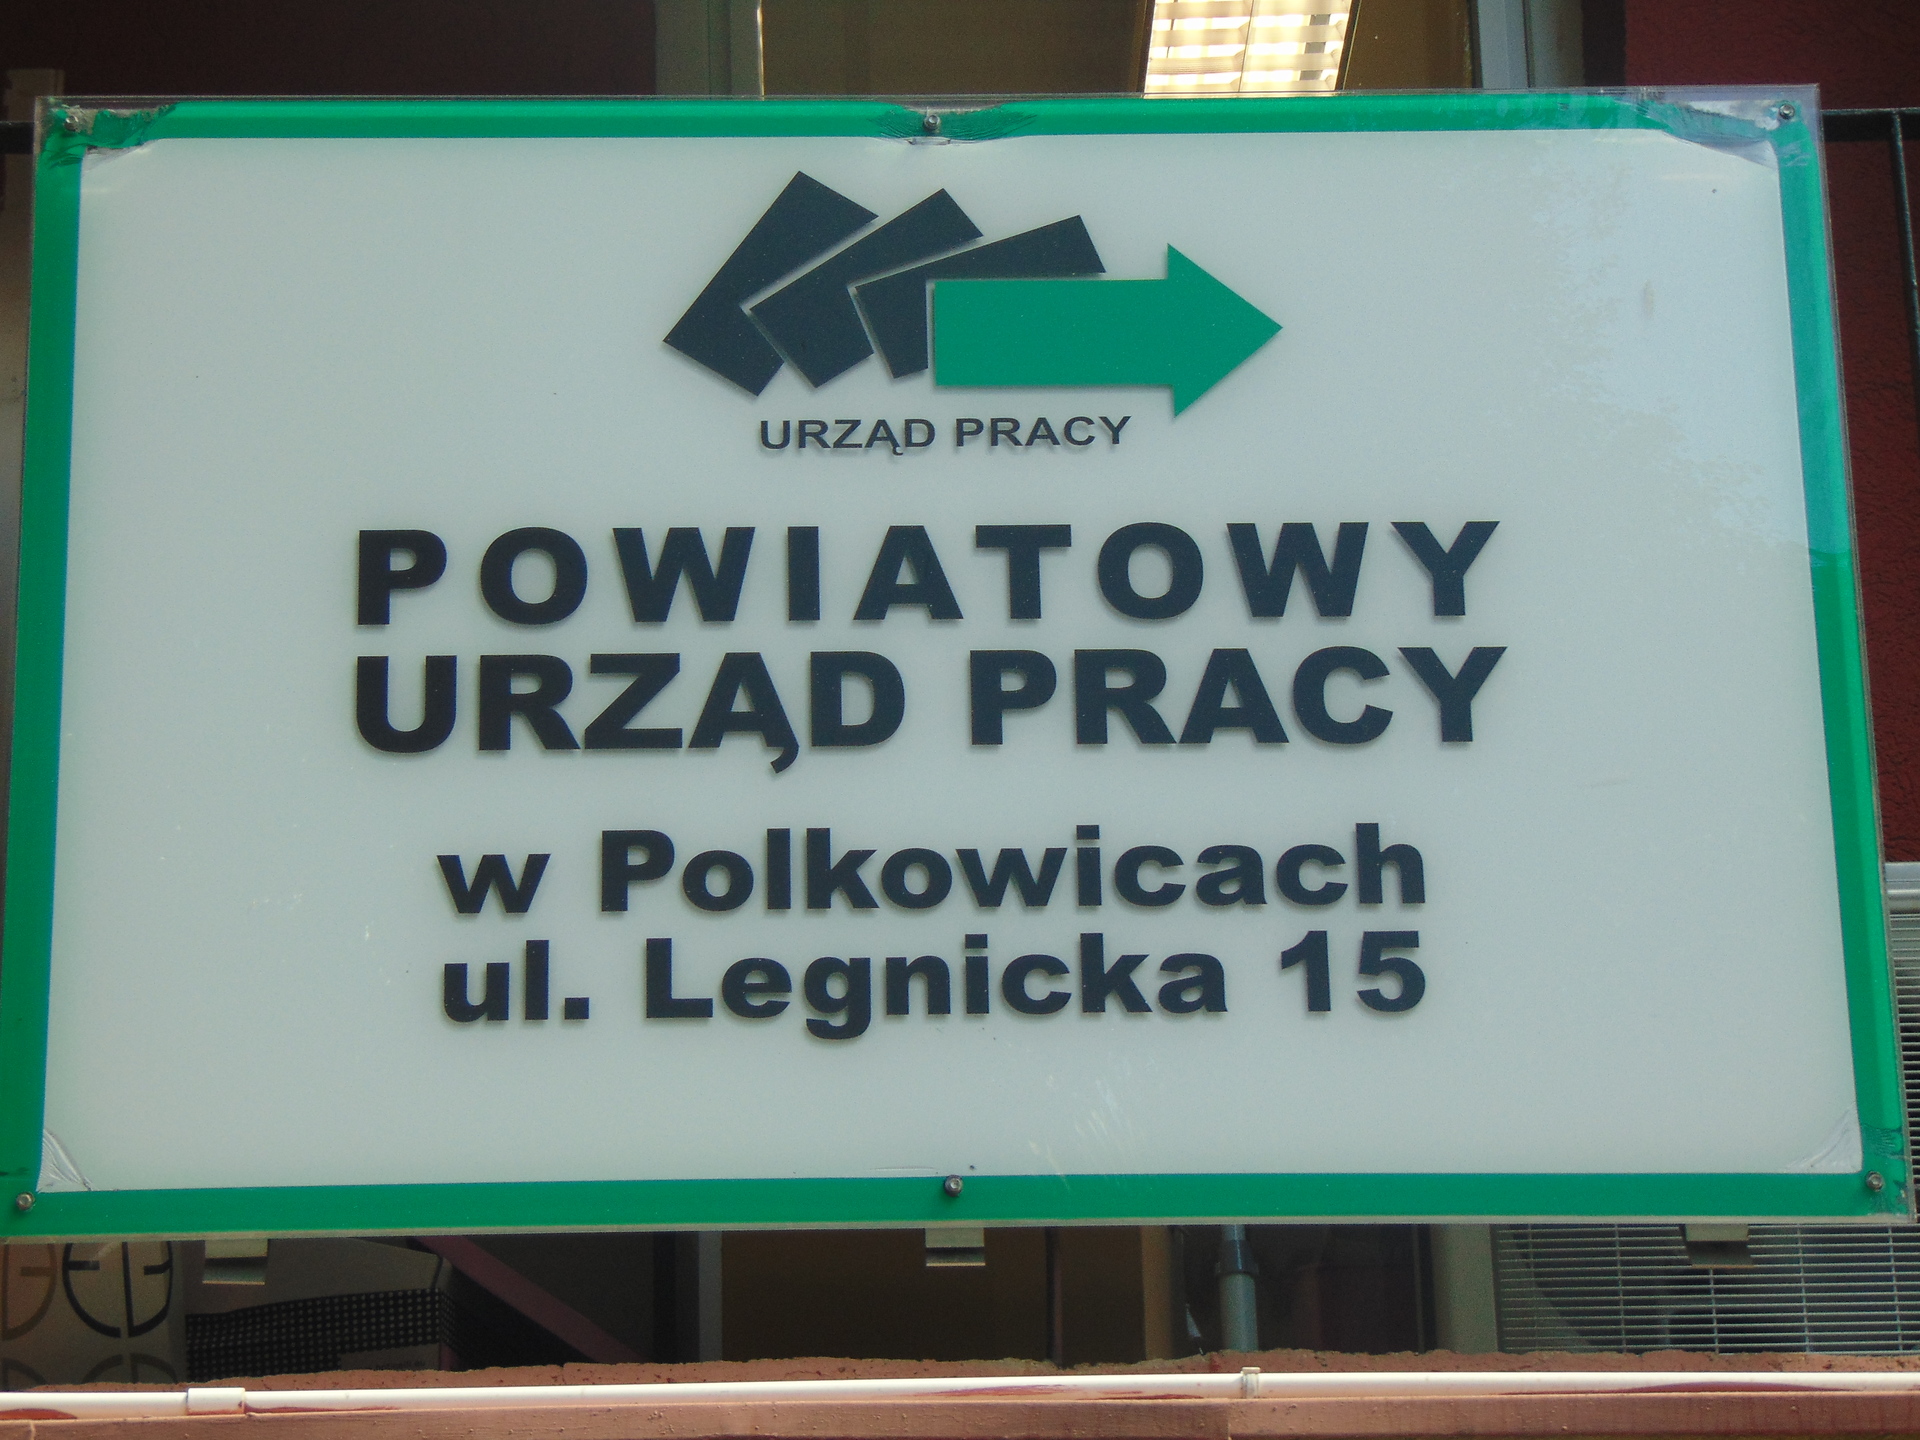 URZĄD PRACY
POWIATOWY
URZĄD PRACY
w Polkowicach
ul. Legnicka 15